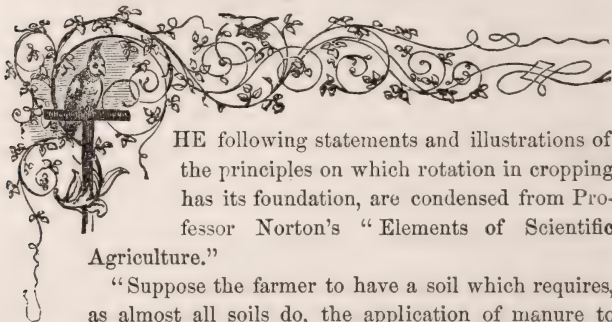 HE following statements and illustrations of
the principles on which rotation in cropping
has its foundation, are condensed from Pro-
fessor Norton's “Elements of Scientific
Agriculture.”
“Suppose the farmer to have a soil which requires,
as almost all soils do, the application of manure to